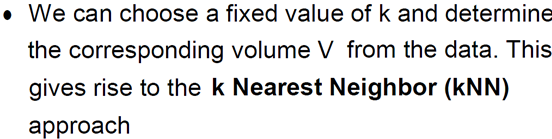 • We can choose a fixed value of k and determine
the corresponding volume V from the data. This
gives rise to the k Nearest Neighbor (kNN)
approach